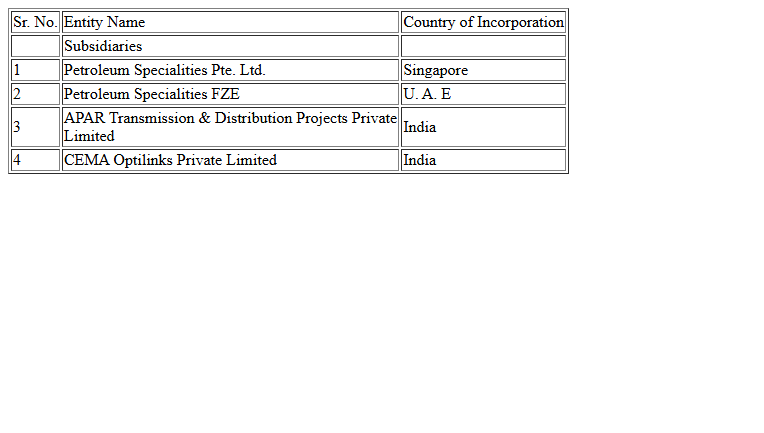 Sr. No. Entity Name Country of Incorporation
Subsidiaries
1 Petroleum Specialities Pte. Ltd. Singapore
2 Petroleum Specialities FZE U. A. E
3 APAR Transmission & Distribution Projects Private
Limited India
4 CEMA Optilinks Private Limited India